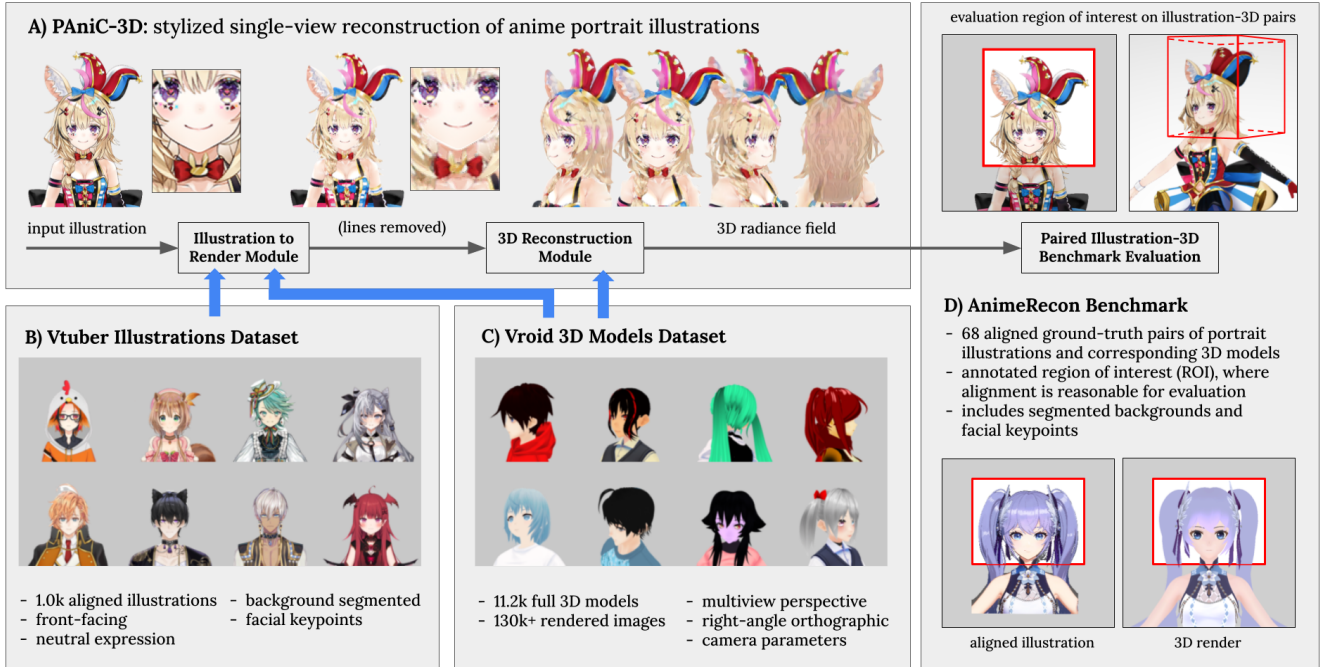 A) PAniC-3D: stylized single-view reconstruction of anime portrait illustrations
input illustration
Illustration to
Render Module
(lines removed)
3D Reconstruction
Module
3D radiance field
evaluation region of interest on illustration-3D pairs
Paired Illustration-3D
Benchmark Evaluation
B) Vtuber Illustrations Dataset
- 1.0k aligned illustrations
- front-facing
- neutral expression
- background segmented
- facial keypoints
C) Vroid 3D Models Dataset
- 11.2k full 3D models
- 130k+ rendered images
- multiview perspective
- right-angle orthographic
- camera parameters
D) AnimeRecon Benchmark
- 68 aligned ground-truth pairs of portrait
illustrations and corresponding 3D models
- annotated region of interest (ROI), where
alignment is reasonable for evaluation
- includes segmented backgrounds and
facial keypoints
aligned illustration
3D render